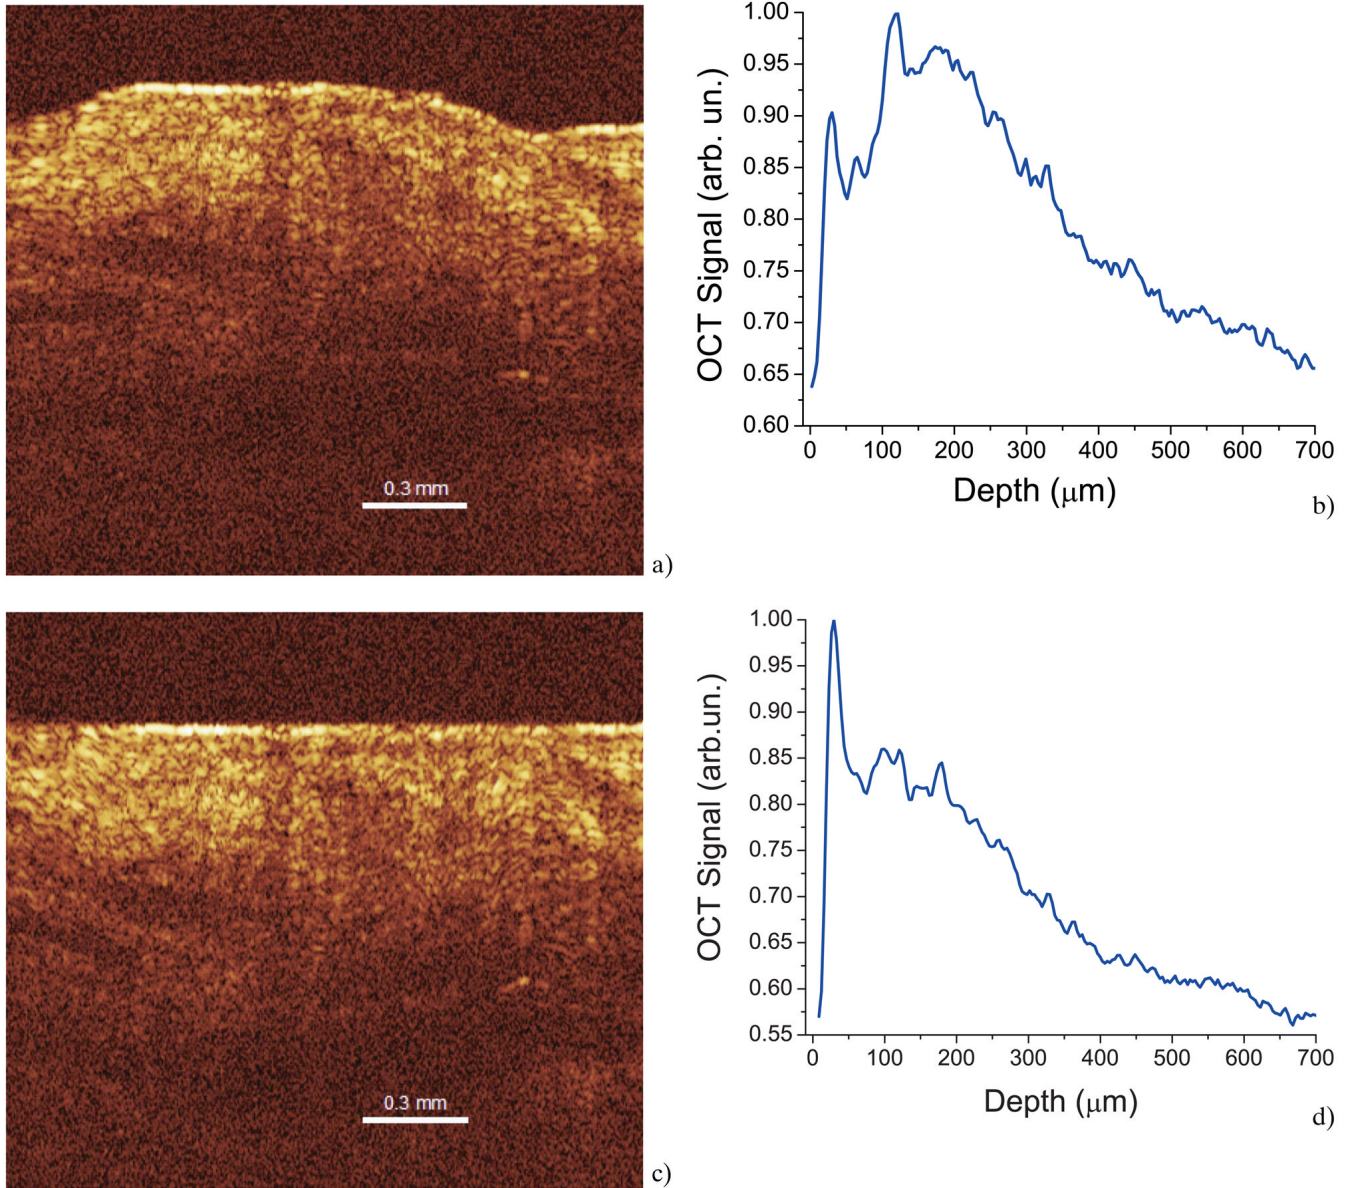 0.3 mm
a)
1.00
0.95
0.90
0.85
0.80
0.75
0.70
0.65
0.60
OCT Signal (arb. un.)
0 100 200 300 400 500 600 700
Depth (μm)
b)
0.3 mm
c)
1.00
0.95
0.90
0.85
0.80
0.75
0.70
0.65
0.60
0.55
OCT Signal (arb.un.)
0 100 200 300 400 500 600 700
Depth (μm)
d)